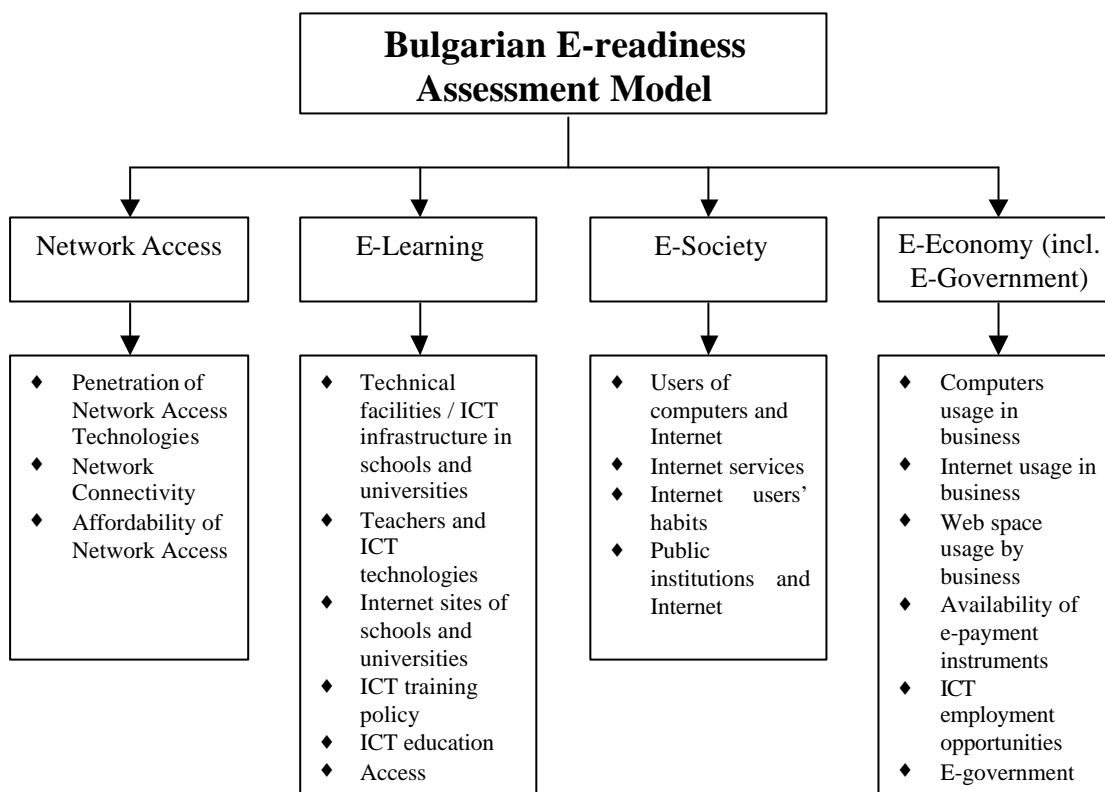 Bulgarian E-readiness
Assessment Model
Network Access
E-Learning
E-Society
E-Economy (incl.
E-Government)
♦ Penetration of
Network Access
Technologies
♦ Network
Connectivity
♦ Affordability of
Network Access
♦ Technical
facilities / ICT
infrastructure in
schools and
universities
♦ Teachers and
ICT
technologies
♦ Internet sites of
schools and
universities
♦ ICT training
policy
♦ ICT education
♦ Access
♦ Users of
computers and
Internet
♦ Internet services
♦ Internet users’
habits
♦ Public
institutions and
Internet
♦ Computers
usage in
business
♦ Internet usage in
business
♦ Web space
usage by
business
♦ Availability of
e-payment
instruments
♦ ICT
employment
opportunities
♦ E-government